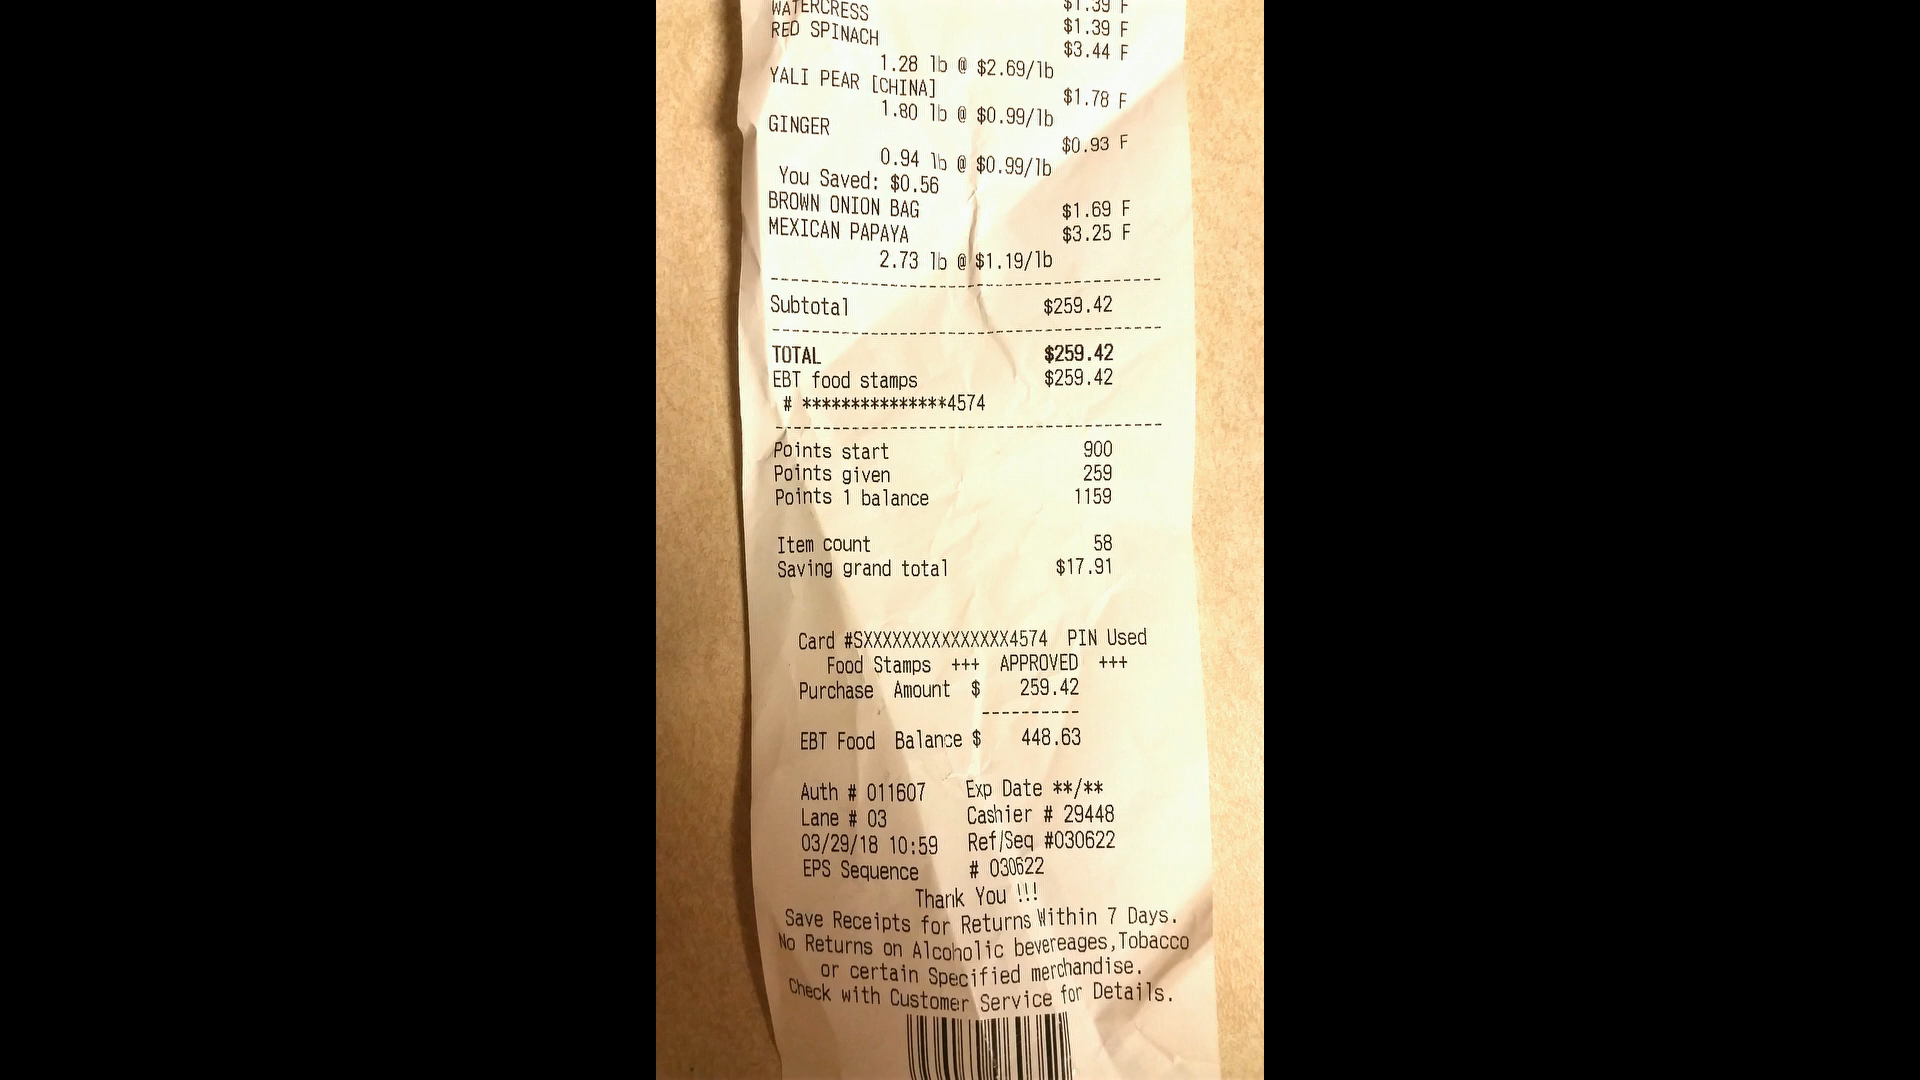 WATERCRESS $1.39 F
$1.39 F
RED SPINACH $3.44 F
1.28 lb @ $2.69/lb
YALI PEAR [CHINA] $1.78 F
1.80 lb @ $0.99/lb
GINGER $0.93 F
0.94 lb @ $0.99/lb
You Saved: $0.56
BROWN ONION BAG $1.69 F
MEXICAN PAPAYA $3.25 F
2.73 lb @ $1.19/lb
Subtotal $259.42
TOTAL $259.42
EBT food stamps $259.42
# ***************4574
Points start 900
Points given 259
Points 1 balance 1159
Item count 58
Saving grand total $17.91
Card #SXXXXXXXXXXXXXXX4574 PIN Used
Food Stamps +++ APPROVED +++
Purchase Amount $ 259.42
EBT Food Balance $ 448.63
Auth # 011607 Exp Date **/**
Lane # 03 Cashier # 29448
03/29/18 10:59 Ref/Seq #030622
EPS Sequence # 030622
Thank You !!!
Save Receipts for Returns Within 7 Days.
No Returns on Alcoholic bevereages,Tobacco
or certain Specified merchandise.
Check with Customer Service for Details.